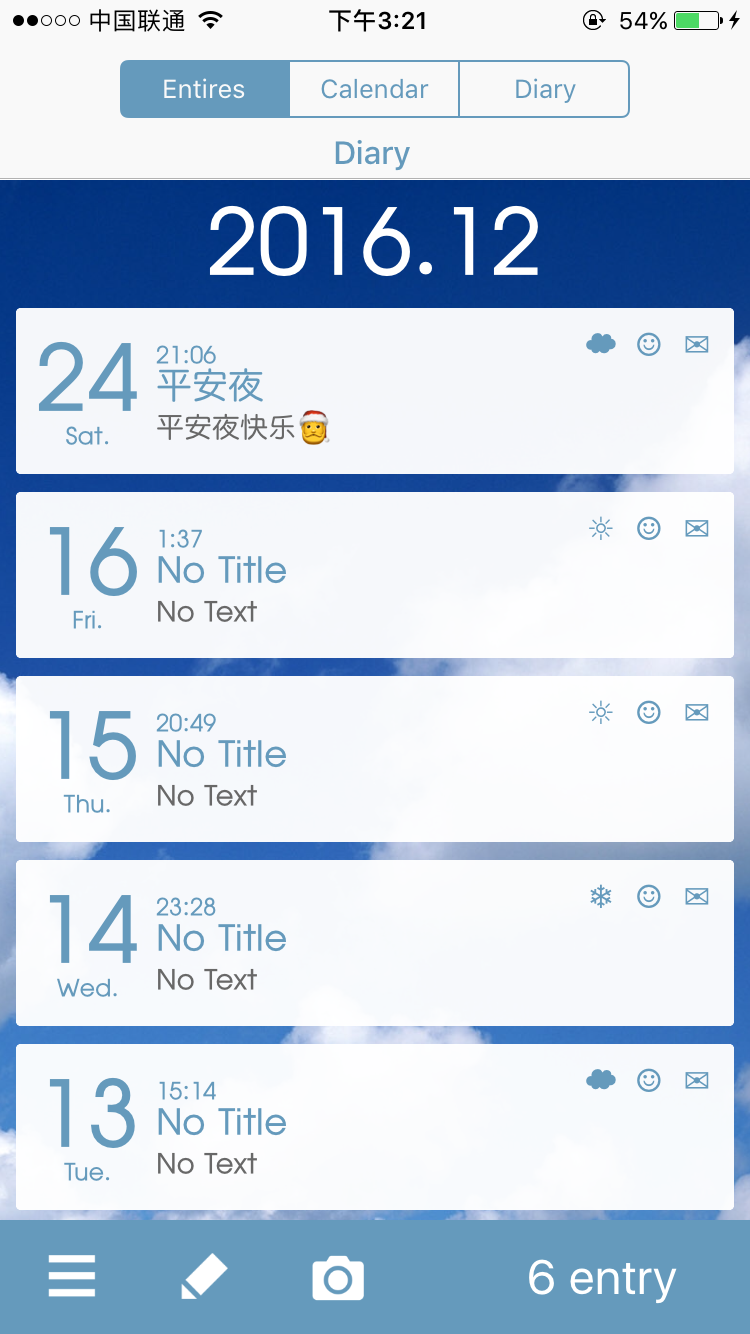 中国联通 下午3:21 54%
Entires Calendar Diary
Diary
2016.12
24
Sat.
21:06
平安夜
平安夜快乐🎅
16
Fri.
1:37
No Title
No Text
15
Thu.
20:49
No Title
No Text
14
Wed.
23:28
No Title
No Text
13
Tue.
15:14
No Title
No Text
6 entry